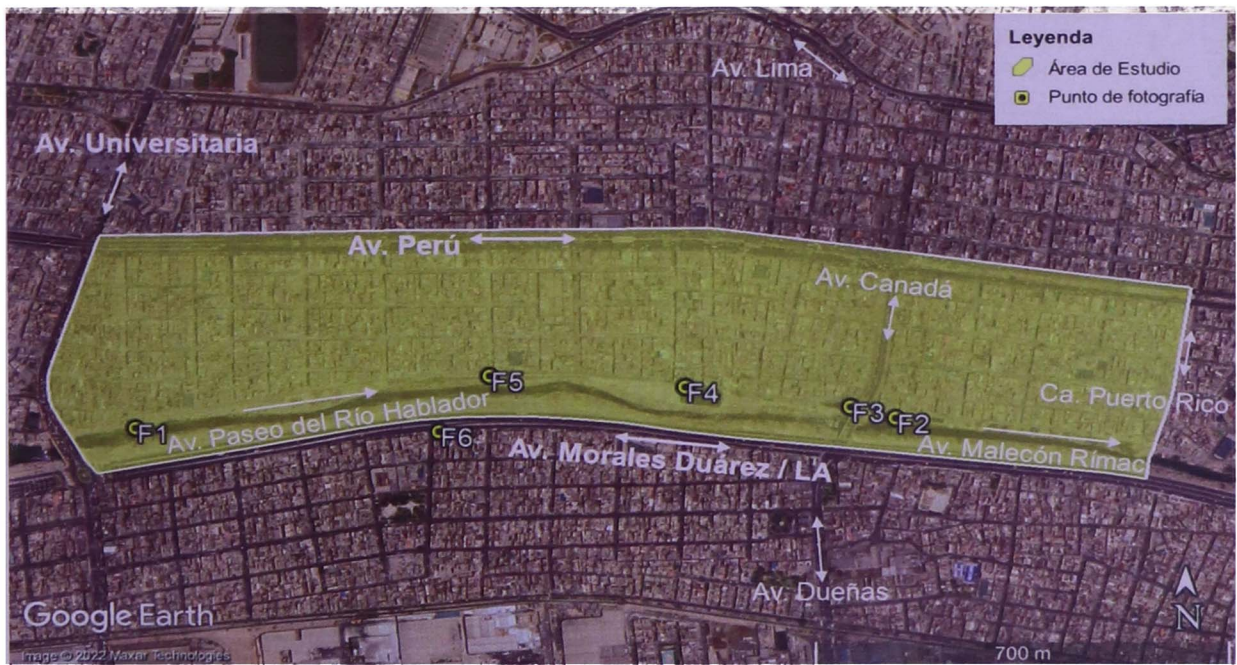 Leyenda
Área de Estudio
Punto de fotografía
Av. Lima
Av. Universitaria
Av. Perú
Av. Canadá
Ca. Puerto Rico
F5
F4
F3
F2
F1
Av. Paseo del Río Hablador
F6
Av. Malecón Rímac
Av. Morales Duárez / LA
Av. Dueñas
N
Google Earth
Image © 2022 Maxar Technologies
700 m